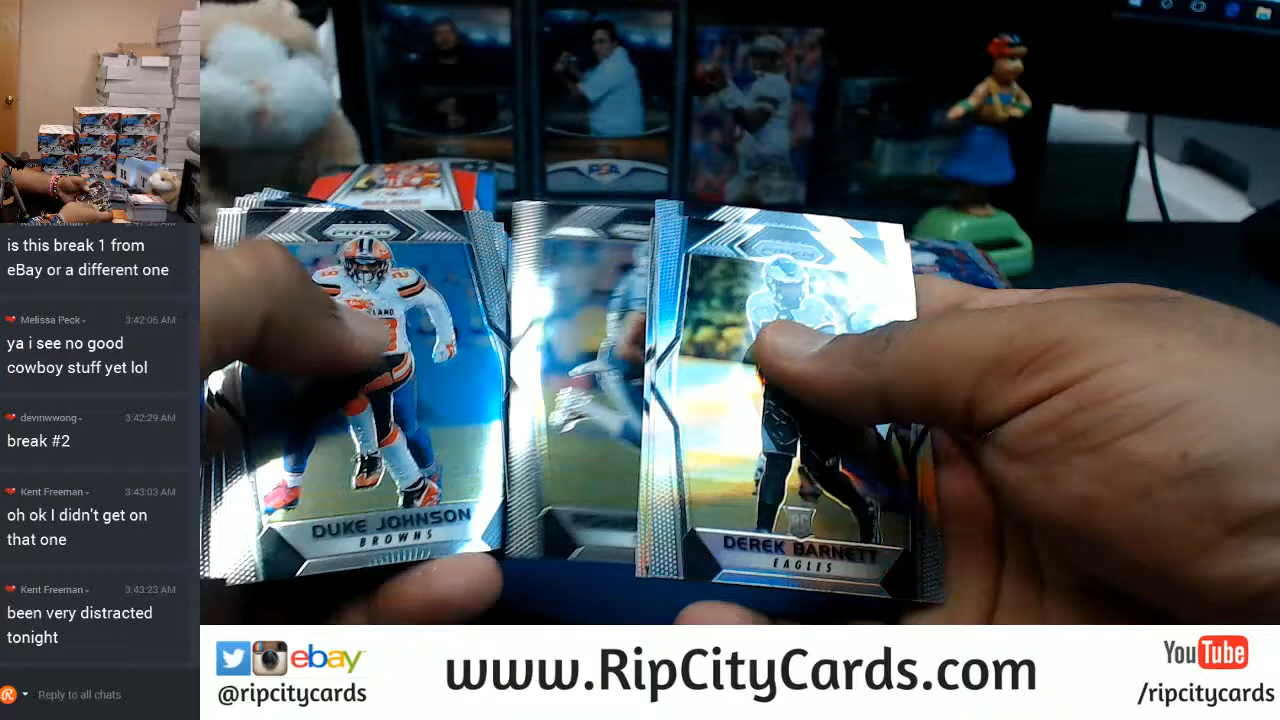 is this break 1 from
eBay or a different one
Melissa Peck -
3:42:06 AM
ya i see no good
cowboy stuff yet lol
devinwwong -
3:42:29 AM
break #2
Kent Freeman -
3:43:03 AM
oh ok I didn't get on
that one
Kent Freeman -
3:43:23 AM
been very distracted
tonight
Reply to all chats
PRIZM
DUKE JOHNSON
BROWNS
RC
DEREK BARNETT
EAGLES
PSA
ebay
@ripcitycards
www.RipCityCards.com
YouTube
/ripcitycards